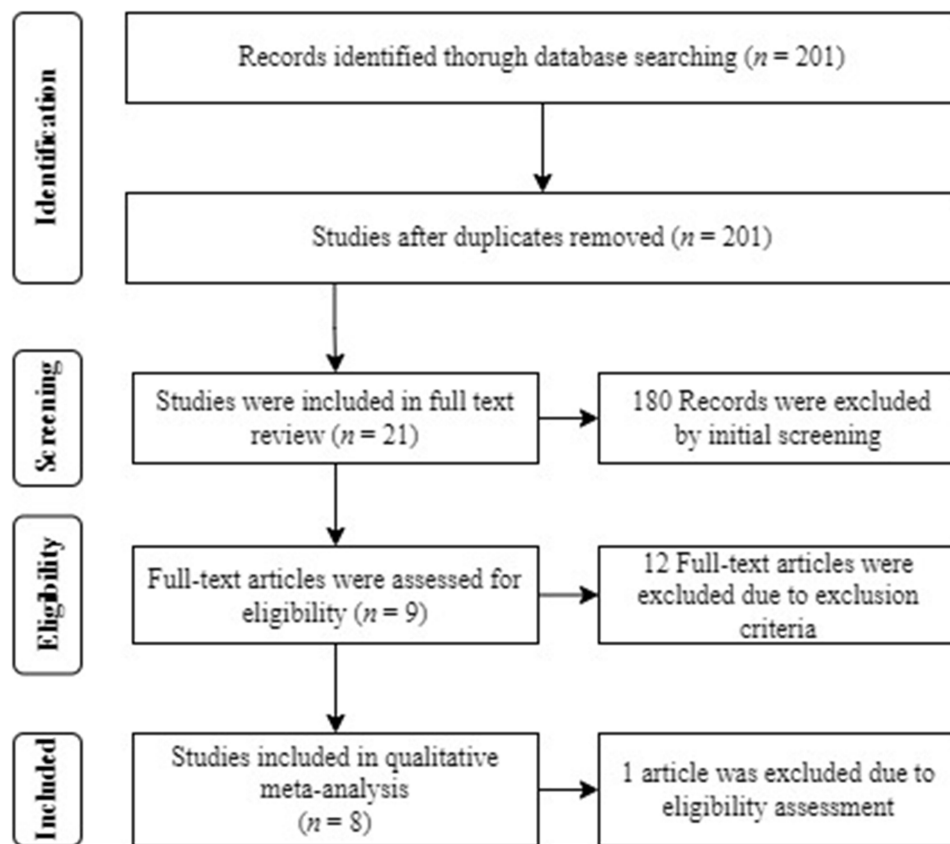 Identification
Records identified thorugh database searching (n = 201)
Studies after duplicates removed (n = 201)
Screening
Studies were included in full text
review (n = 21)
180 Records were excluded
by initial screening
Eligibility
Full-text articles were assessed for
eligibility (n = 9)
12 Full-text articles were
excluded due to exclusion
criteria
Included
Studies included in qualitative
meta-analysis
(n = 8)
1 article was excluded due to
eligibility assessment